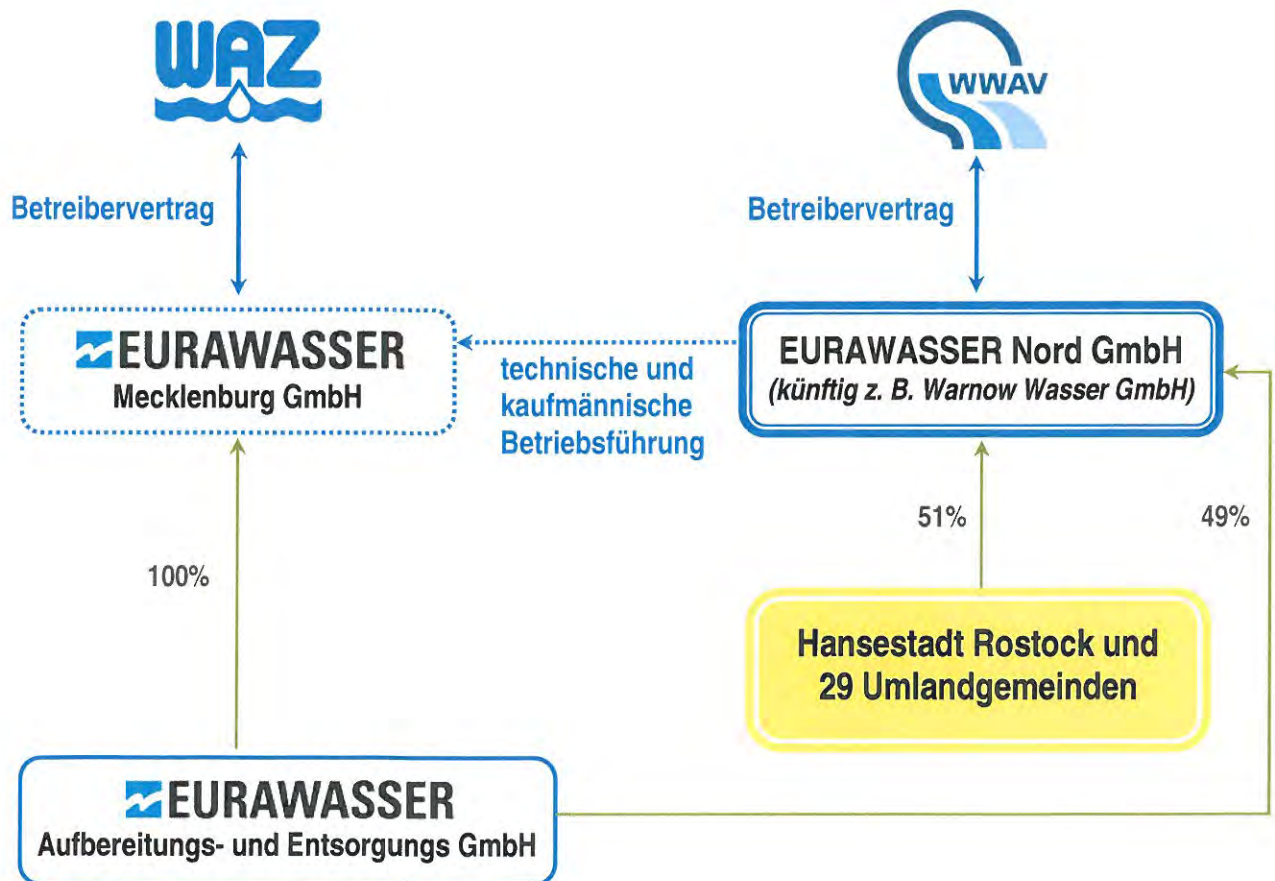 WAZ
WWAV
Betreibervertrag
Betreibervertrag
EURAWASSER
Mecklenburg GmbH
technische und
kaufmännische
Betriebsführung
EURAWASSER Nord GmbH
(künftig z. B. Warnow Wasser GmbH)
100%
51%
49%
Hansestadt Rostock und
29 Umlandgemeinden
EURAWASSER
Aufbereitungs- und Entsorgungs GmbH